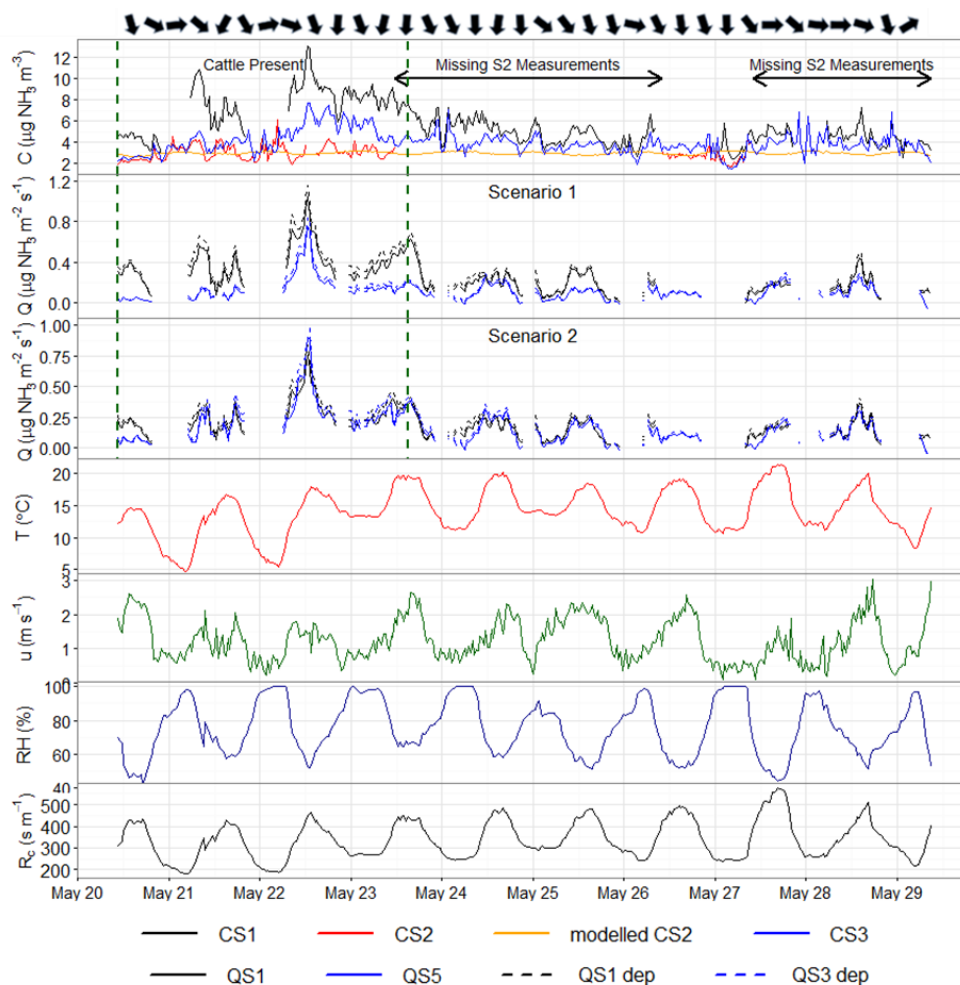 Cattle Present
Missing S2 Measurements
Missing S2 Measurements
C (µg NH₃ m⁻³)
12
10
8
6
4
2
Scenario 1
Q (µg NH₃ m⁻² s⁻¹)
1.2
0.8
0.4
0.0
Scenario 2
Q (µg NH₃ m⁻² s⁻¹)
1.00
0.75
0.50
0.25
0.00
T (°C)
20
15
10
5
u (m s⁻¹)
3
2
1
0
RH (%)
100
80
60
40
R_c (s m⁻¹)
500
400
300
200
May 20 May 21 May 22 May 23 May 24 May 25 May 26 May 27 May 28 May 29
CS1 CS2 modelled CS2 CS3
QS1 QS5 QS1 dep QS3 dep